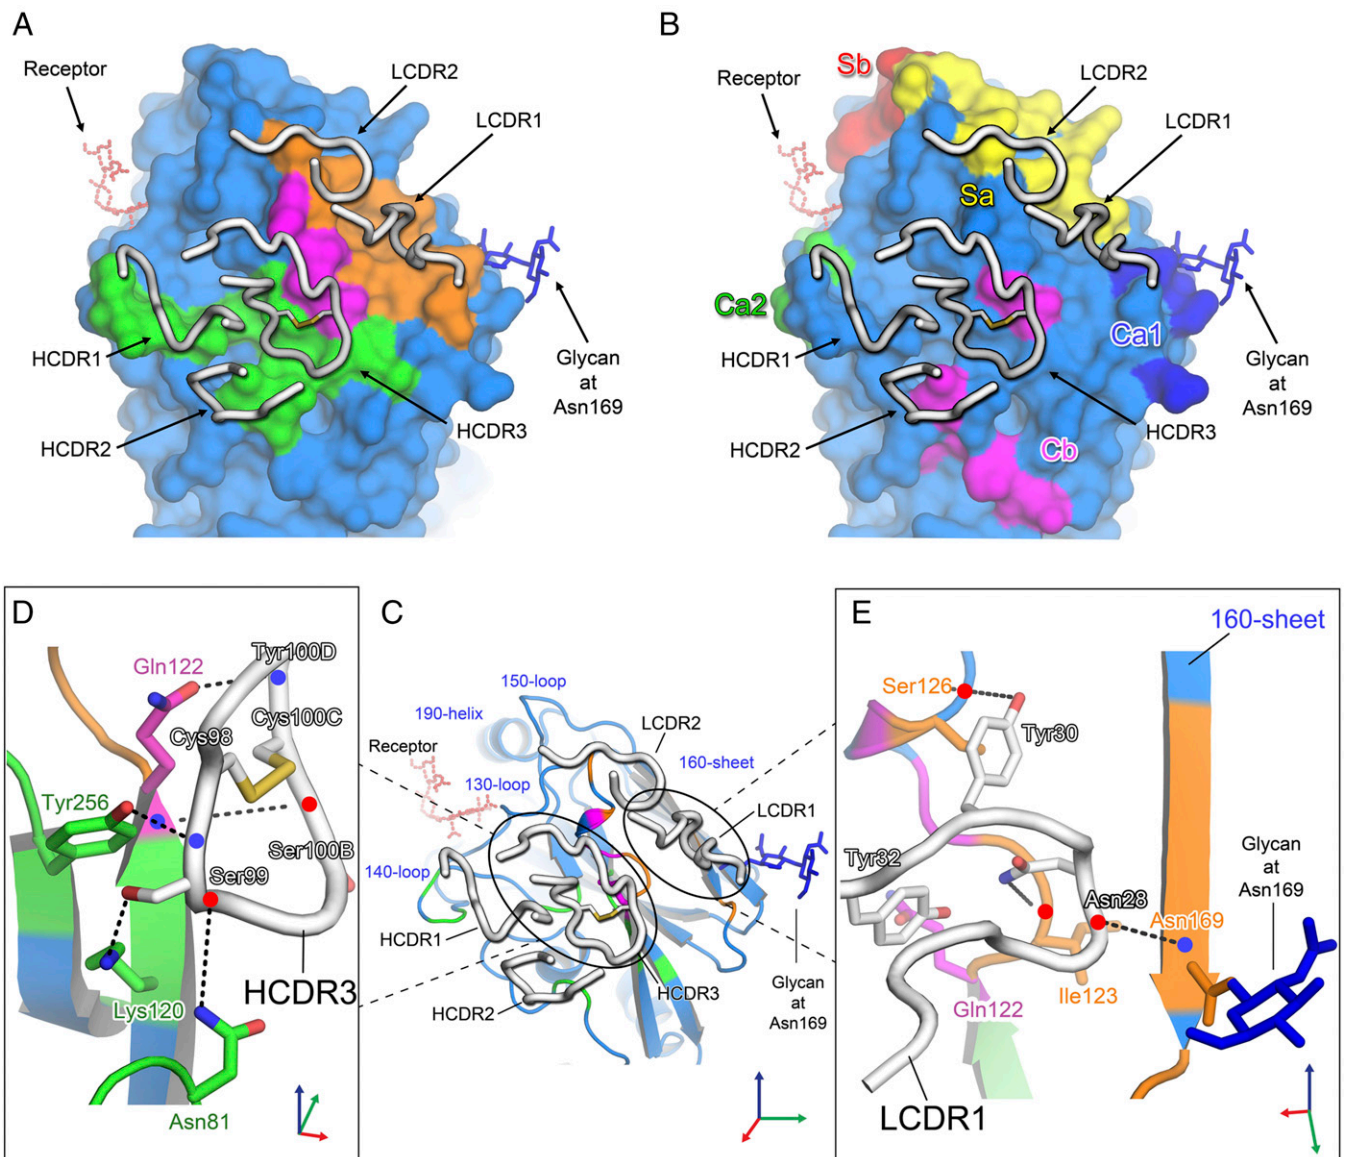 A
Receptor
LCDR2
LCDR1
HCDR1
HCDR2
HCDR3
Glycan
at
Asn169
B
Sb
Receptor
LCDR2
LCDR1
Sa
Ca2
HCDR1
Ca1
Glycan
at
Asn169
HCDR2
HCDR3
Cb
D
Gln122
Tyr100D
Cys100C
Cys98
Tyr256
Ser100B
Ser99
HCDR3
Lys120
Asn81
C
150-loop
190-helix
LCDR2
Receptor
160-sheet
130-loop
LCDR1
140-loop
HCDR1
HCDR3
HCDR2
Glycan
at
Asn169
E
160-sheet
Ser126
Tyr30
Tyr32
Asn28
Asn169
Glycan
at
Asn169
Gln122
Ile123
LCDR1